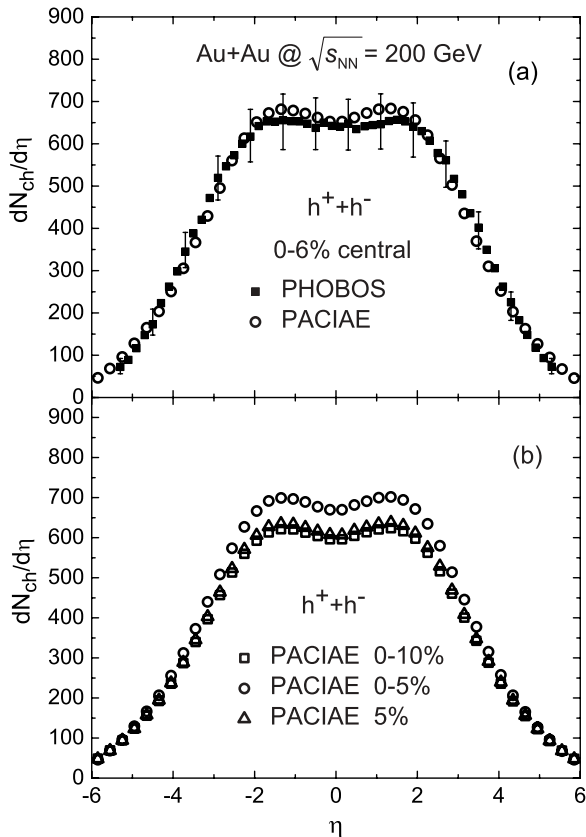 900
800
700
600
500
400
300
200
100
0
dN_ch/dη
Au+Au @ √s_NN = 200 GeV
(a)
h⁺+h⁻
0-6% central
PHOBOS
PACIAE
900
800
700
600
500
400
300
200
100
0
dN_ch/dη
(b)
h⁺+h⁻
PACIAE 0-10%
PACIAE 0-5%
PACIAE 5%
-6 -4 -2 0 2 4 6
η